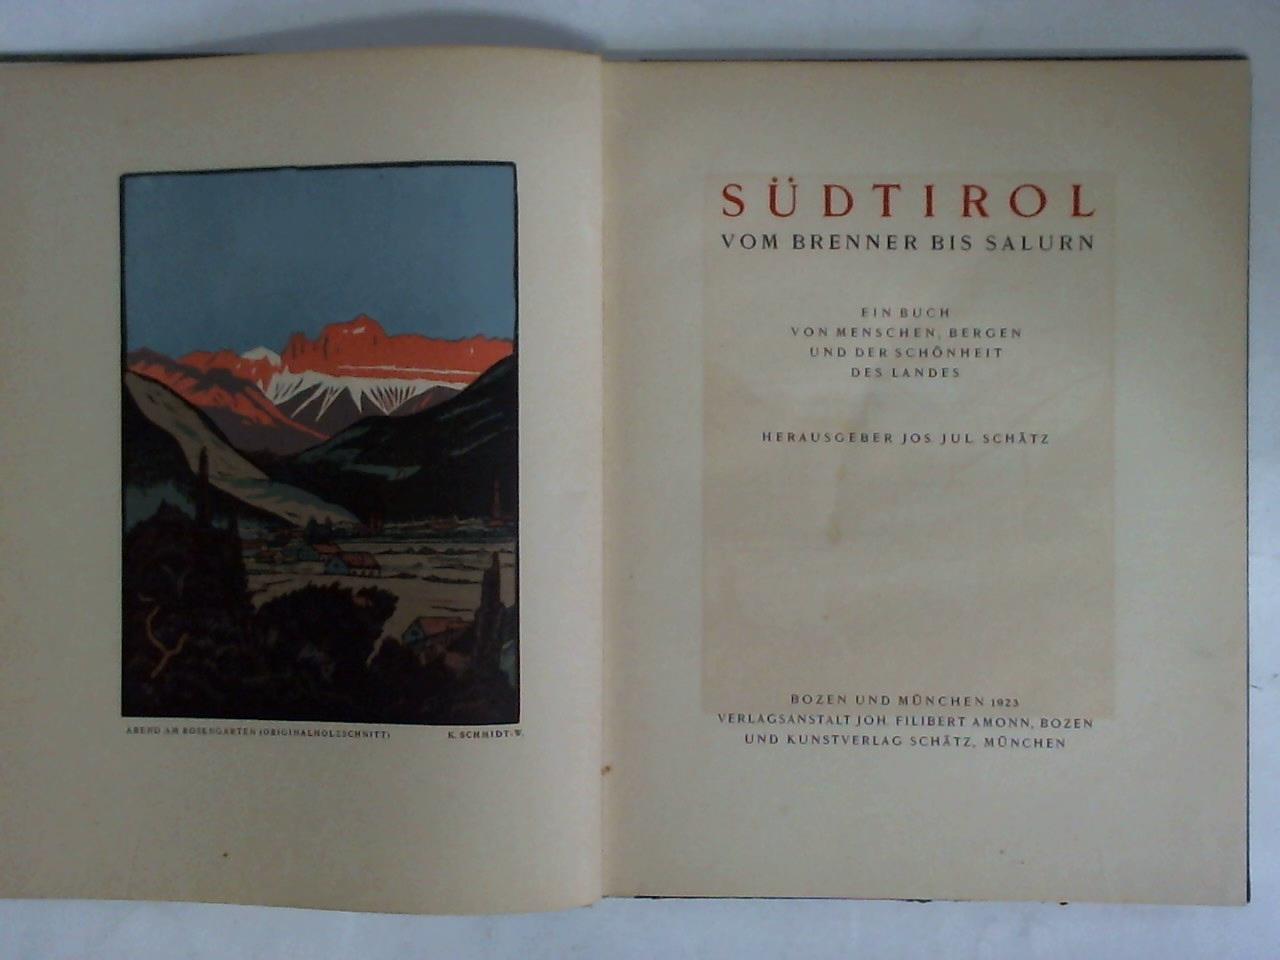 ABEND AM ROSENGARTEN (ORIGINALHOLZSCHNITT) K. SCHMIDT-W.
SÜDTIROL
VOM BRENNER BIS SALURN
EIN BUCH
VON MENSCHEN, BERGEN
UND DER SCHÖNHEIT
DES LANDES
HERAUSGEBER JOS. JUL. SCHÄTZ
BOZEN UND MÜNCHEN 1923
VERLAGSANSTALT JOH. FILIBERT AMONN, BOZEN
UND KUNSTVERLAG SCHÄTZ, MÜNCHEN